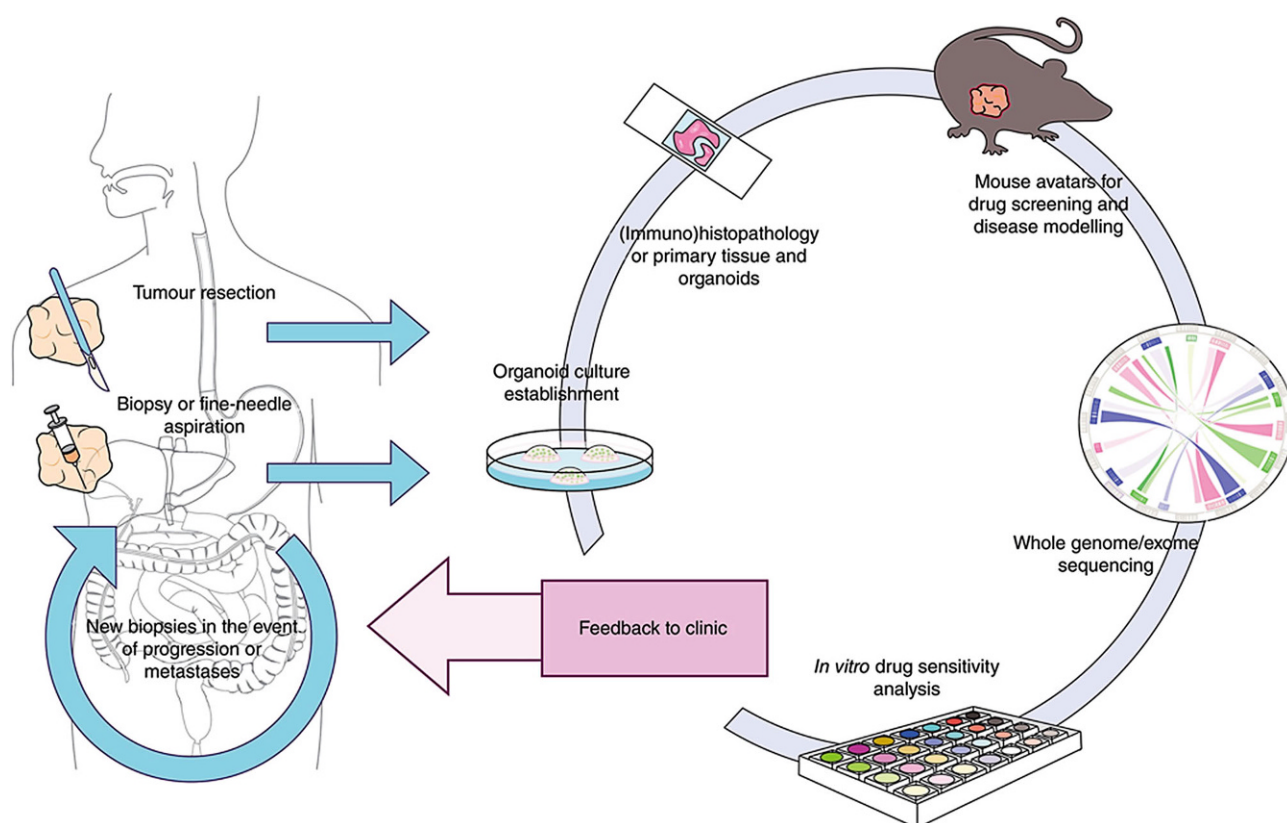 Tumour resection
Biopsy or fine-needle
aspiration
New biopsies in the event
of progression or
metastases
Organoid culture
establishment
(Immuno)histopathology
or primary tissue and
organoids
Mouse avatars for
drug screening and
disease modelling
Whole genome/exome
sequencing
In vitro drug sensitivity
analysis
Feedback to clinic